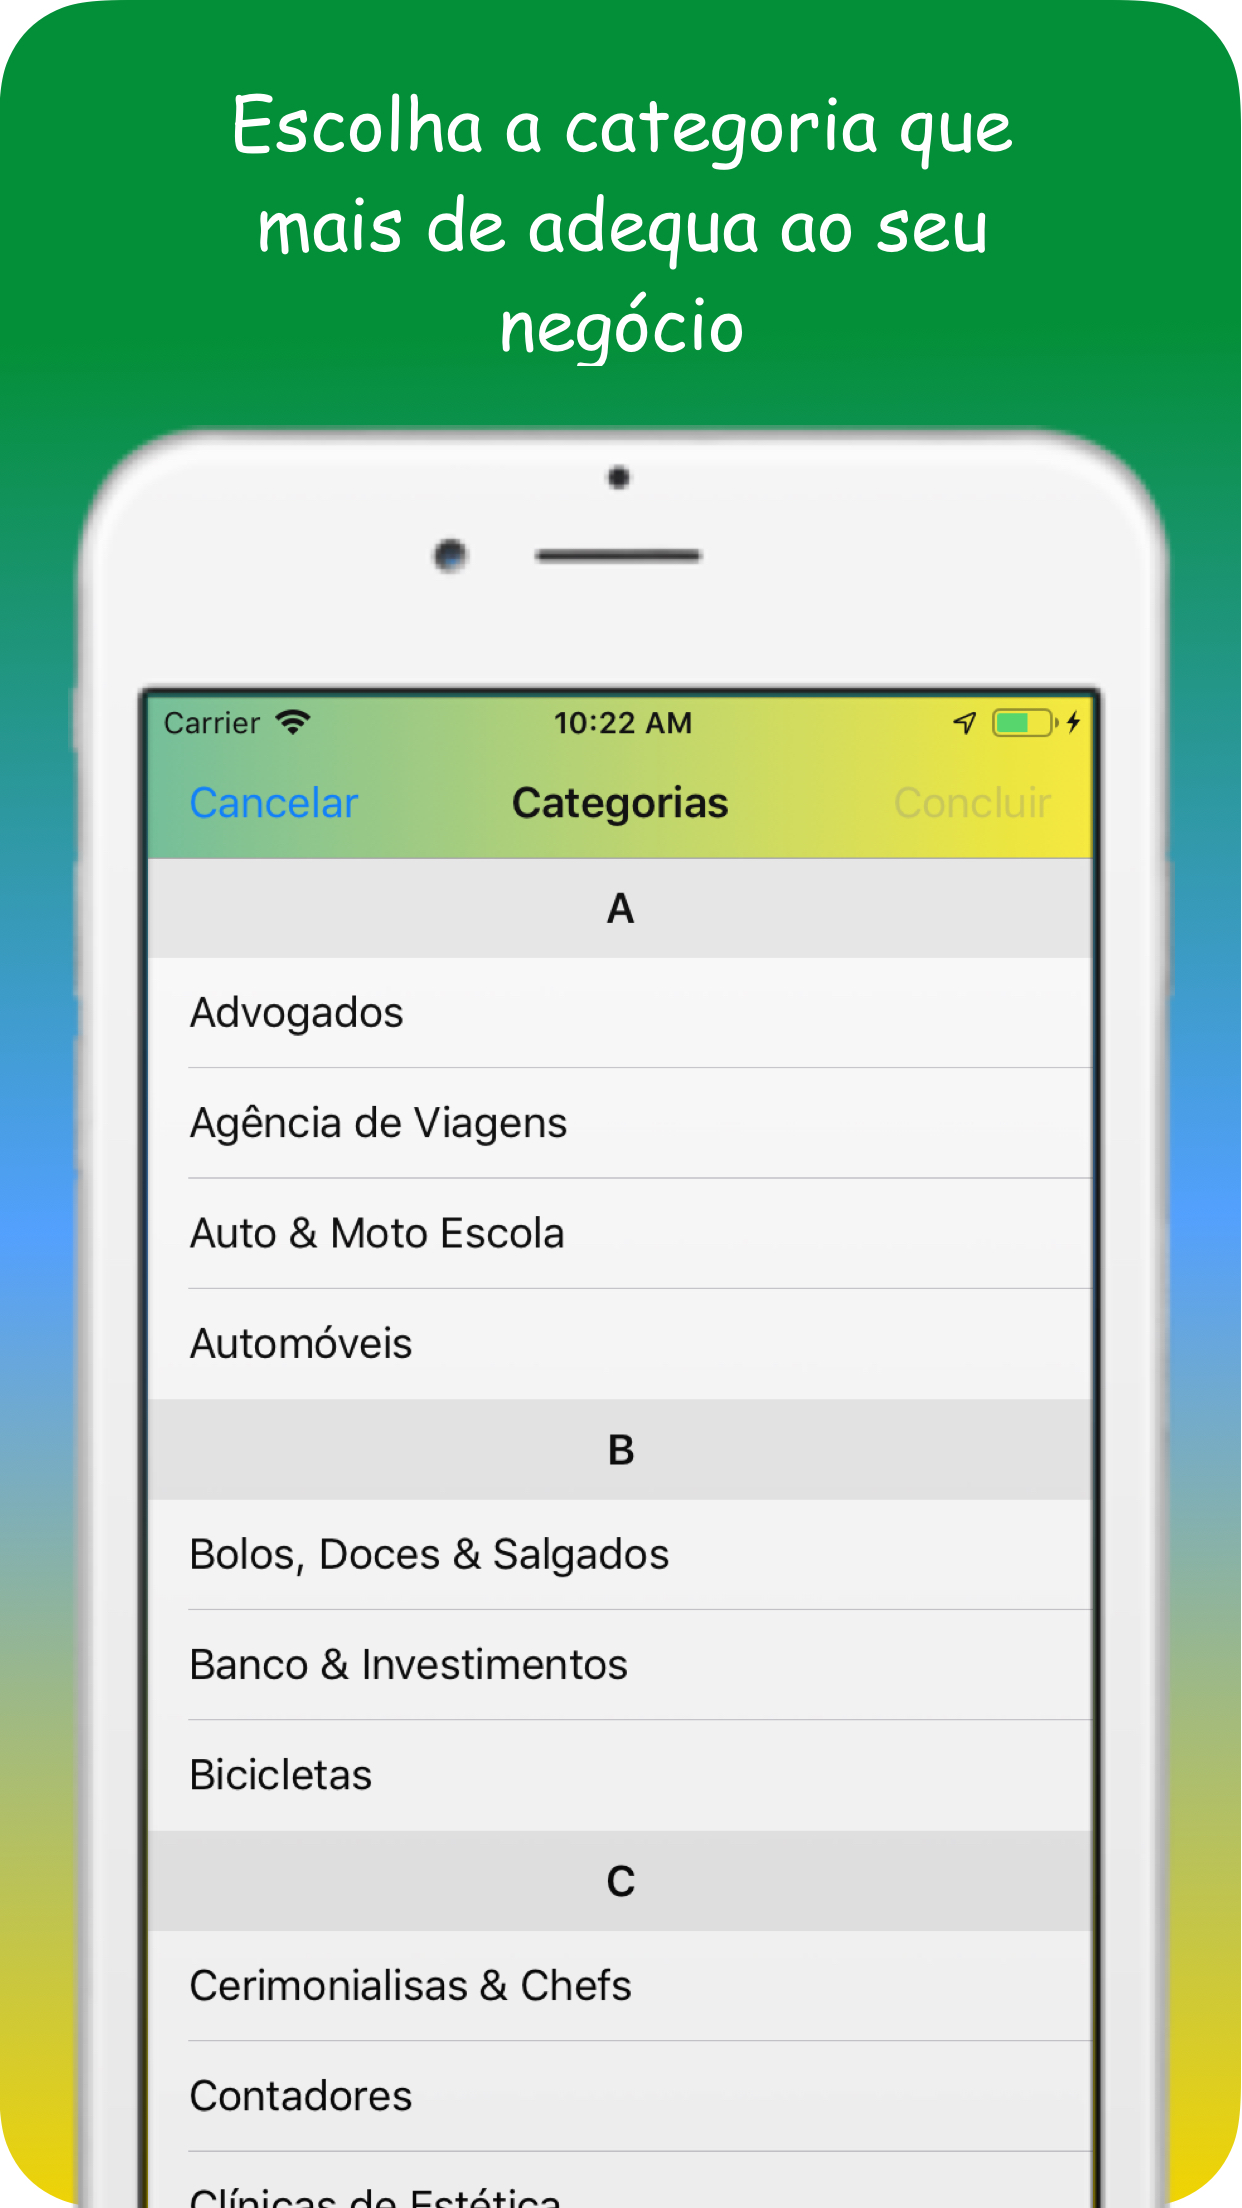 Escolha a categoria que
mais de adequa ao seu
negócio
Carrier 10:22 AM
Cancelar Categorias Concluir
A
Advogados
Agência de Viagens
Auto & Moto Escola
Automóveis
B
Bolos, Doces & Salgados
Banco & Investimentos
Bicicletas
C
Cerimonialisas & Chefs
Contadores
Clínicas de Estética